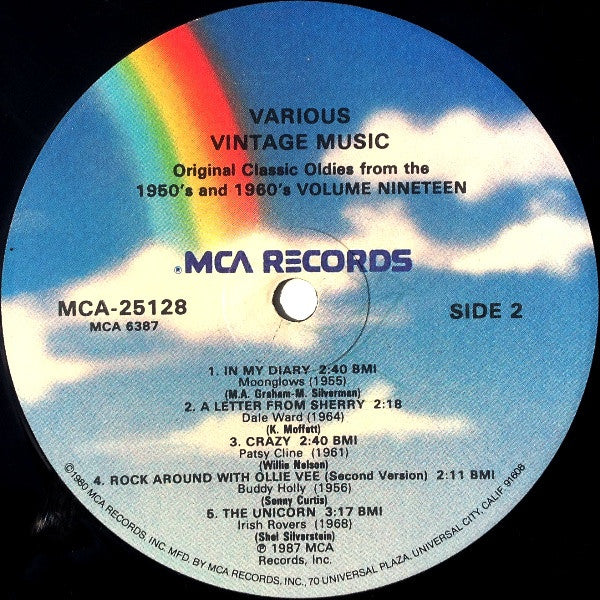 VARIOUS
VINTAGE MUSIC
Original Classic Oldies from the
1950's and 1960's VOLUME NINETEEN
®MCA RECORDS
MCA-25128
MCA 6387
SIDE 2
1. IN MY DIARY 2:40 BMI
Moonglows (1955)
(M.A. Graham-M. Silverman)
2. A LETTER FROM SHERRY 2:18
Dale Ward (1964)
(K. Moffett)
3. CRAZY 2:40 BMI
Patsy Cline (1961)
(Willie Nelson)
4. ROCK AROUND WITH OLLIE VEE (Second Version) 2:11 BMI
Buddy Holly (1956)
(Sonny Curtis)
5. THE UNICORN 3:17 BMI
Irish Rovers (1968)
(Shel Silverstein)
℗ 1987 MCA
Records, Inc.
©1980 MCA RECORDS, INC. MFD. BY MCA RECORDS, INC., 70 UNIVERSAL PLAZA, UNIVERSAL CITY, CALIF. 91608